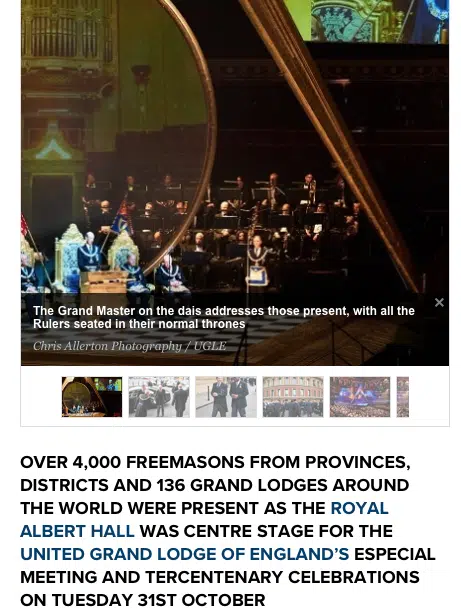 The Grand Master on the dais addresses those present, with all the
Rulers seated in their normal thrones
Chris Allerton Photography / UGLE
OVER 4,000 FREEMASONS FROM PROVINCES,
DISTRICTS AND 136 GRAND LODGES AROUND
THE WORLD WERE PRESENT AS THE ROYAL
ALBERT HALL WAS CENTRE STAGE FOR THE
UNITED GRAND LODGE OF ENGLAND’S ESPECIAL
MEETING AND TERCENTENARY CELEBRATIONS
ON TUESDAY 31ST OCTOBER